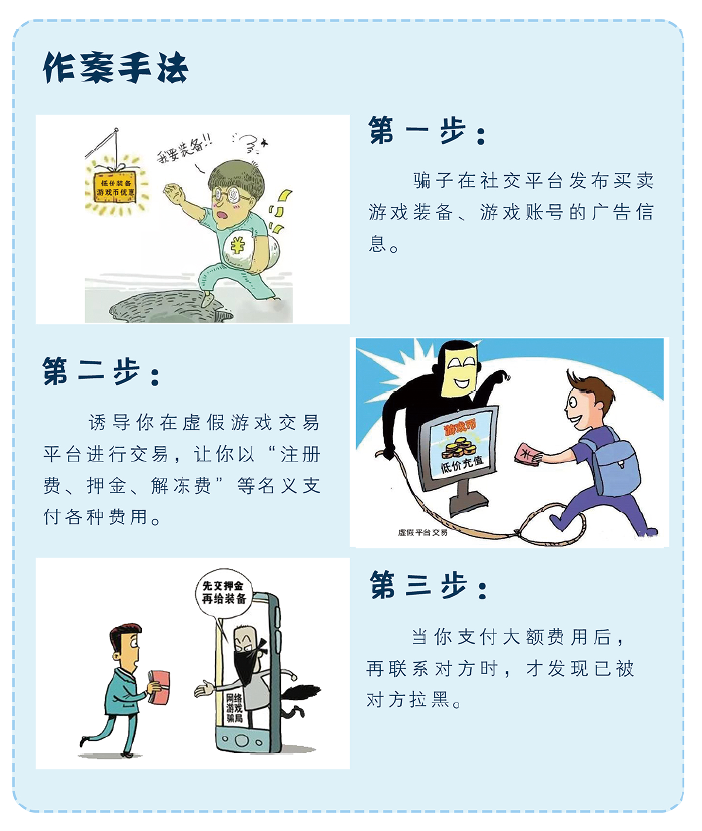 作案手法
我要装备!!
低价装备
游戏币优惠
¥
第一步：
骗子在社交平台发布买卖
游戏装备、游戏账号的广告信
息。
第二步：
诱导你在虚假游戏交易
平台进行交易，让你以“注册
费、押金、解冻费”等名义支
付各种费用。
游戏币
低价充值
¥
虚假平台交易
先交押金
再给装备
网络
游戏
骗局
第三步：
当你支付大额费用后，
再联系对方时，才发现已被
对方拉黑。